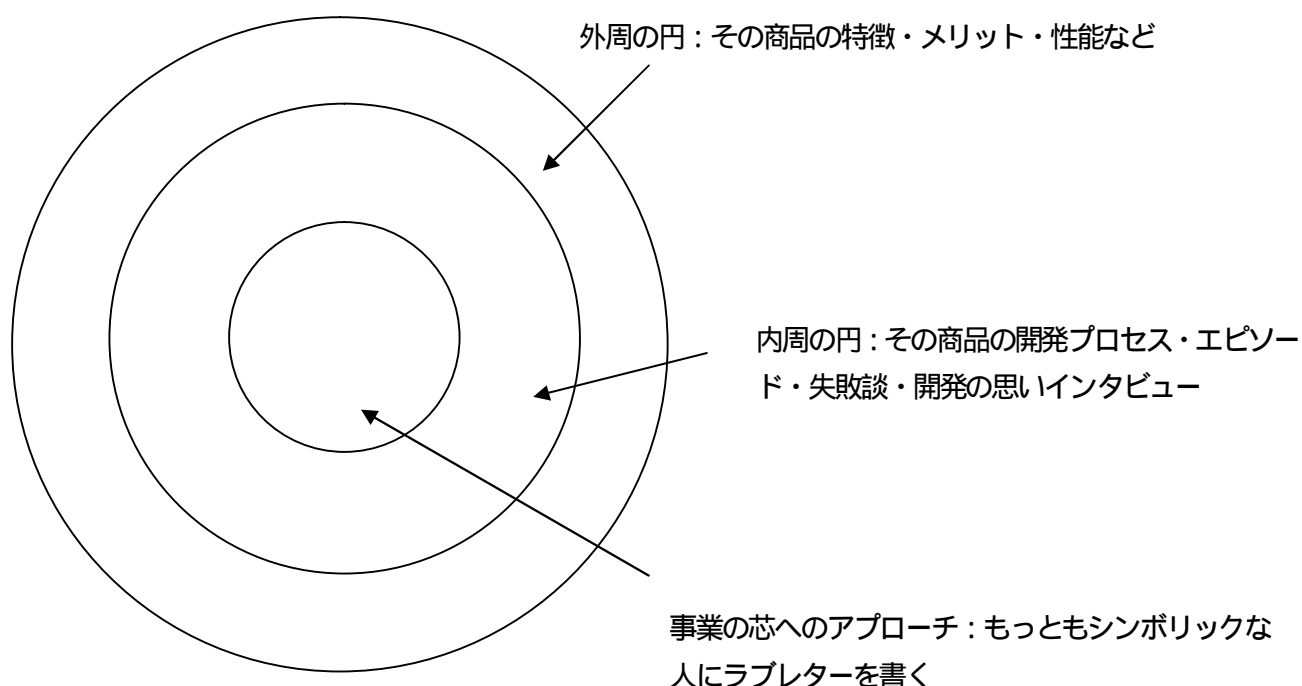 外周の円：その商品の特徴・メリット・性能など
内周の円：その商品の開発プロセス・エピソー
ド・失敗談・開発の思いインタビュー
事業の芯へのアプローチ：もっともシンボリックな
人にラブレターを書く